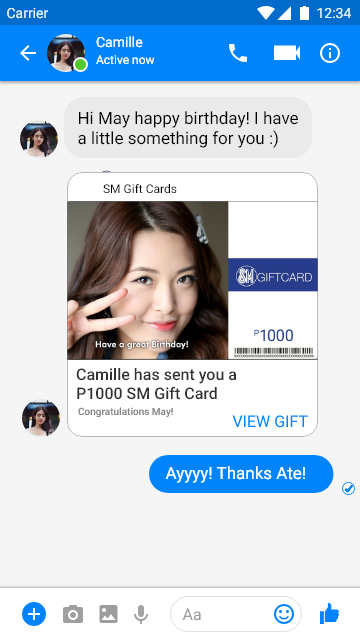 Carrier
12:34
Camille
Active now
Hi May happy birthday! I have
a little something for you :)
SM Gift Cards
SM GIFTCARD
₱1000
Have a great Birthday!
Camille has sent you a
P1000 SM Gift Card
Congratulations May!
VIEW GIFT
Ayyyy! Thanks Ate!
Aa